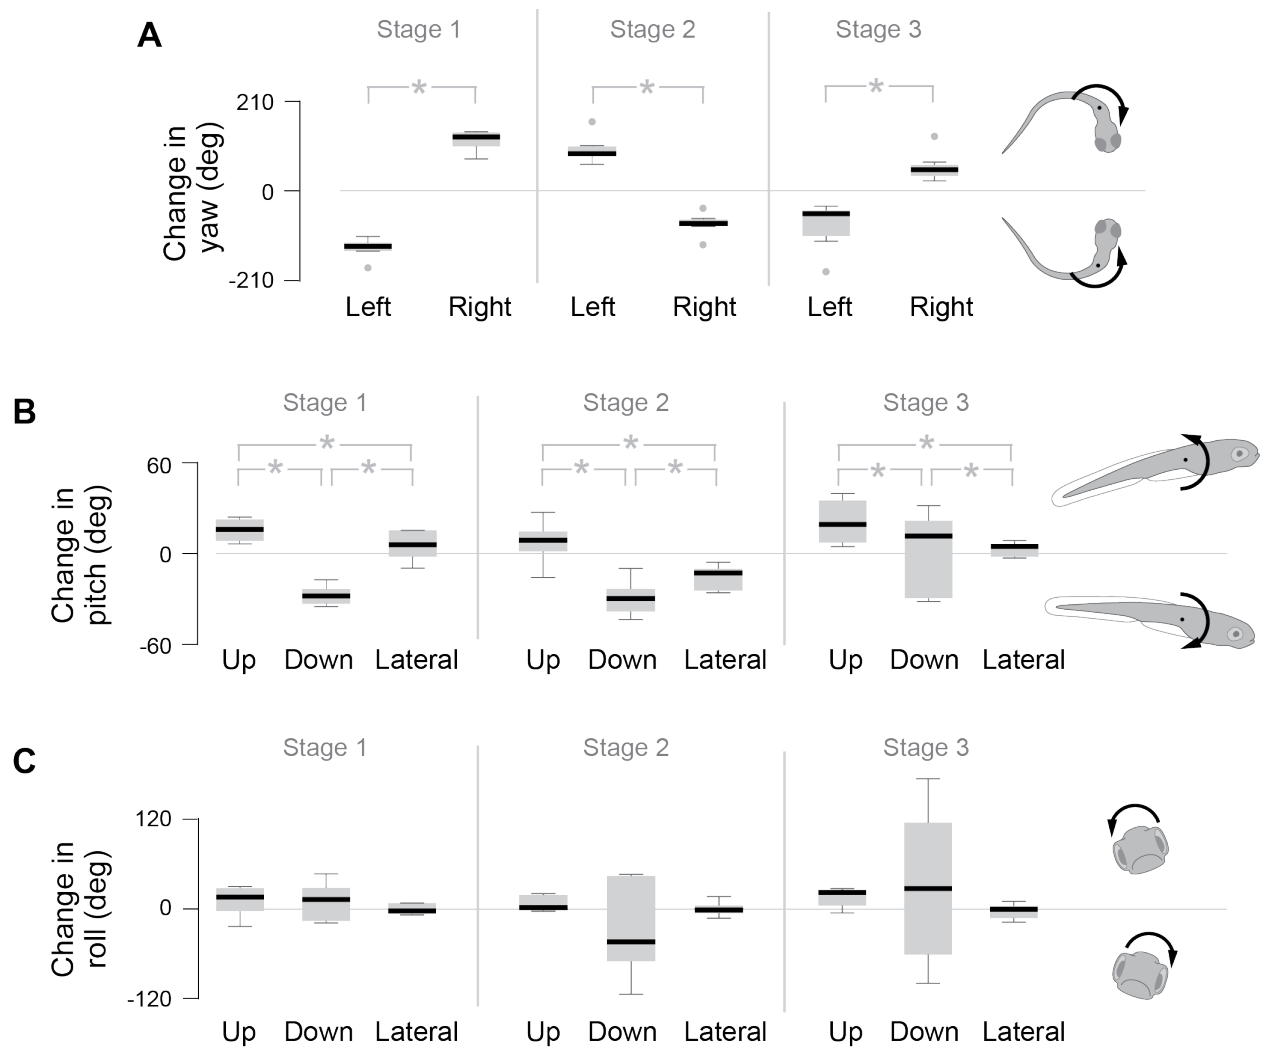 A
Stage 1
Stage 2
Stage 3
* * *
210
0
-210
Change in
yaw (deg)
Left Right Left Right Left Right
B
Stage 1
Stage 2
Stage 3
* * *
* * * * * *
60
0
-60
Change in
pitch (deg)
Up Down Lateral Up Down Lateral Up Down Lateral
C
Stage 1
Stage 2
Stage 3
120
0
-120
Change in
roll (deg)
Up Down Lateral Up Down Lateral Up Down Lateral